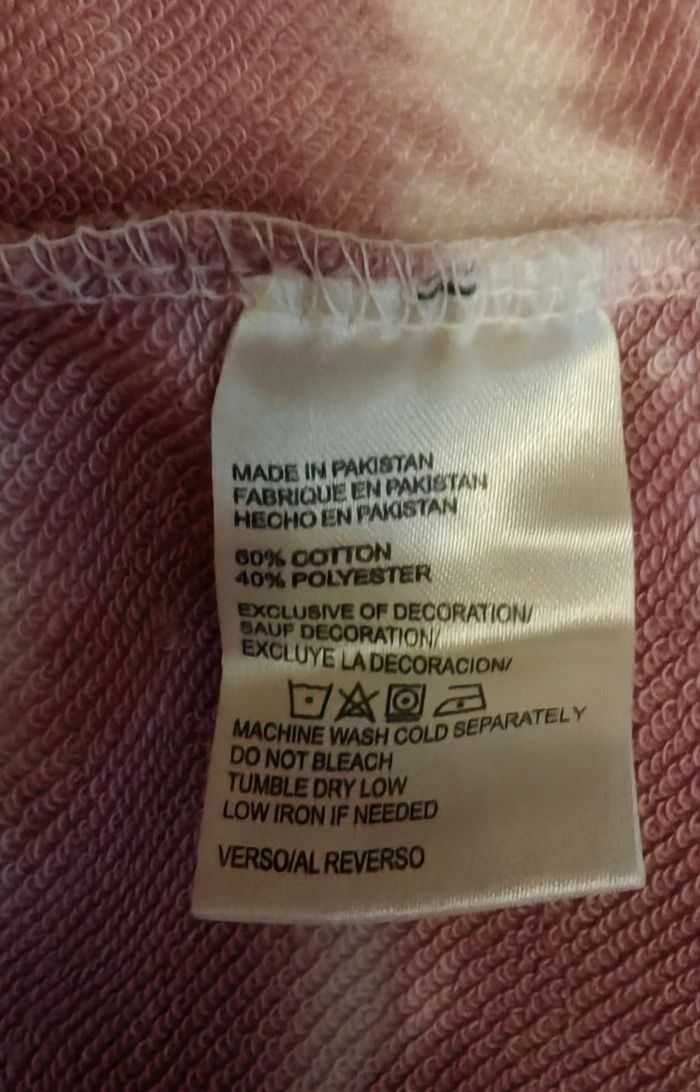 MADE IN PAKISTAN
FABRIQUE EN PAKISTAN
HECHO EN PAKISTAN
60% COTTON
40% POLYESTER
EXCLUSIVE OF DECORATION/
SAUF DECORATION/
EXCLUYE LA DECORACION/
MACHINE WASH COLD SEPARATELY
DO NOT BLEACH
TUMBLE DRY LOW
LOW IRON IF NEEDED
VERSO/AL REVERSO